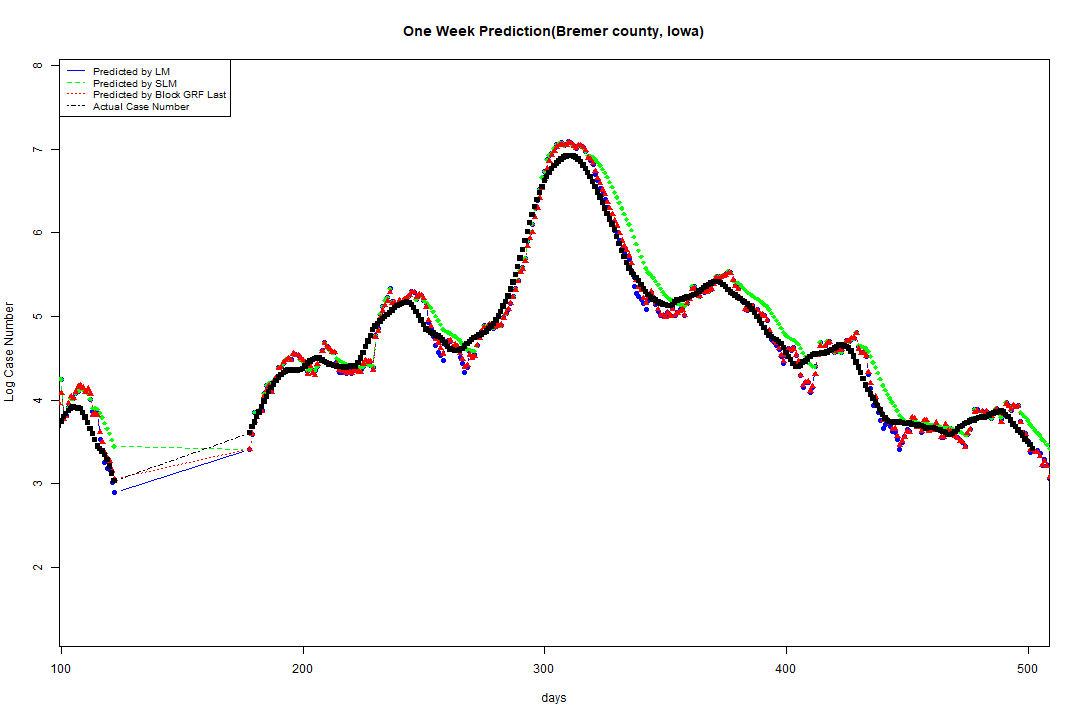 One Week Prediction(Bremer county, Iowa)
Predicted by LM
Predicted by SLM
Predicted by Block GRF Last
Actual Case Number
8
7
6
5
4
3
2
Log Case Number
100 200 300 400 500
days